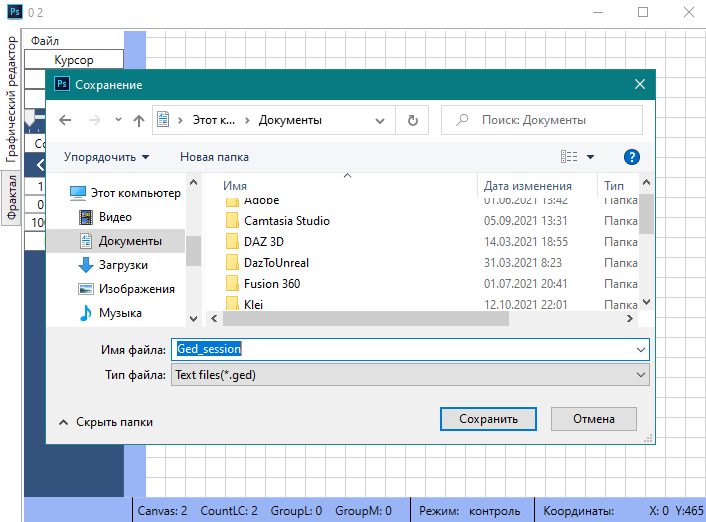 Ps 0 2
Файл
Графический редактор
Фрактал
Курсор
Ps Сохранение
Этот к... Документы
Поиск: Документы
Упорядочить Новая папка
Этот компьютер
Видео
Документы
Загрузки
Изображения
Музыка
Имя Дата изменения Тип
Adobe 01.06.2021 13:42 Папка
Camtasia Studio 05.09.2021 13:31 Папка
DAZ 3D 14.03.2021 18:55 Папка
DazToUnreal 31.03.2021 8:23 Папка
Fusion 360 01.07.2021 20:41 Папка
Klei 12.10.2021 22:01 Папка
Имя файла: Ged_session
Тип файла: Text files(*.ged)
Скрыть папки Сохранить Отмена
Canvas: 2 CountLC: 2 GroupL: 0 GroupM: 0 Режим: контроль Координаты: X: 0 Y:465